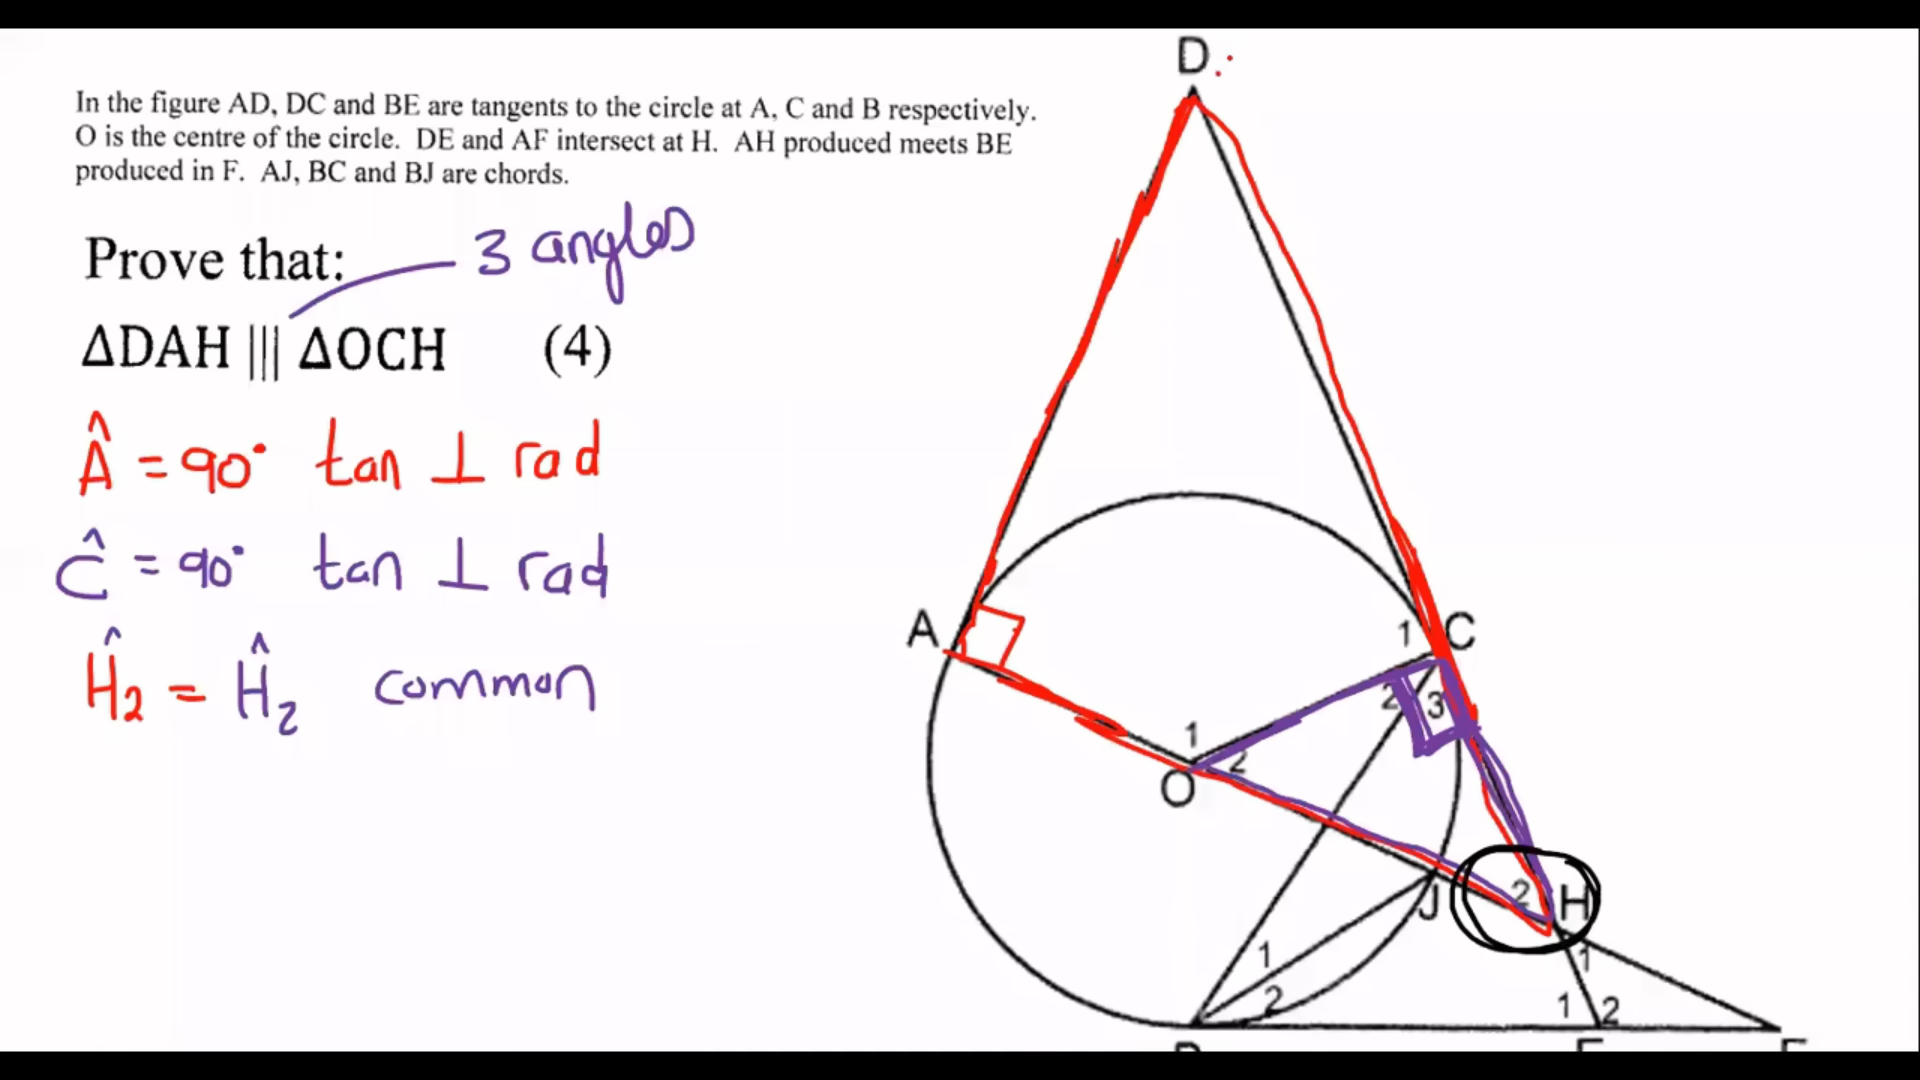 In the figure AD, DC and BE are tangents to the circle at A, C and B respectively.
O is the centre of the circle. DE and AF intersect at H. AH produced meets BE
produced in F. AJ, BC and BJ are chords.
Prove that:
3 angles
ΔDAH ||| ΔOCH (4)
Â = 90° tan ⊥ rad
Ĉ = 90° tan ⊥ rad
Ĥ2 = Ĥ2 common
D
A
1 C
2 3
1
O 2
J 2 H
1
1
2
1 2